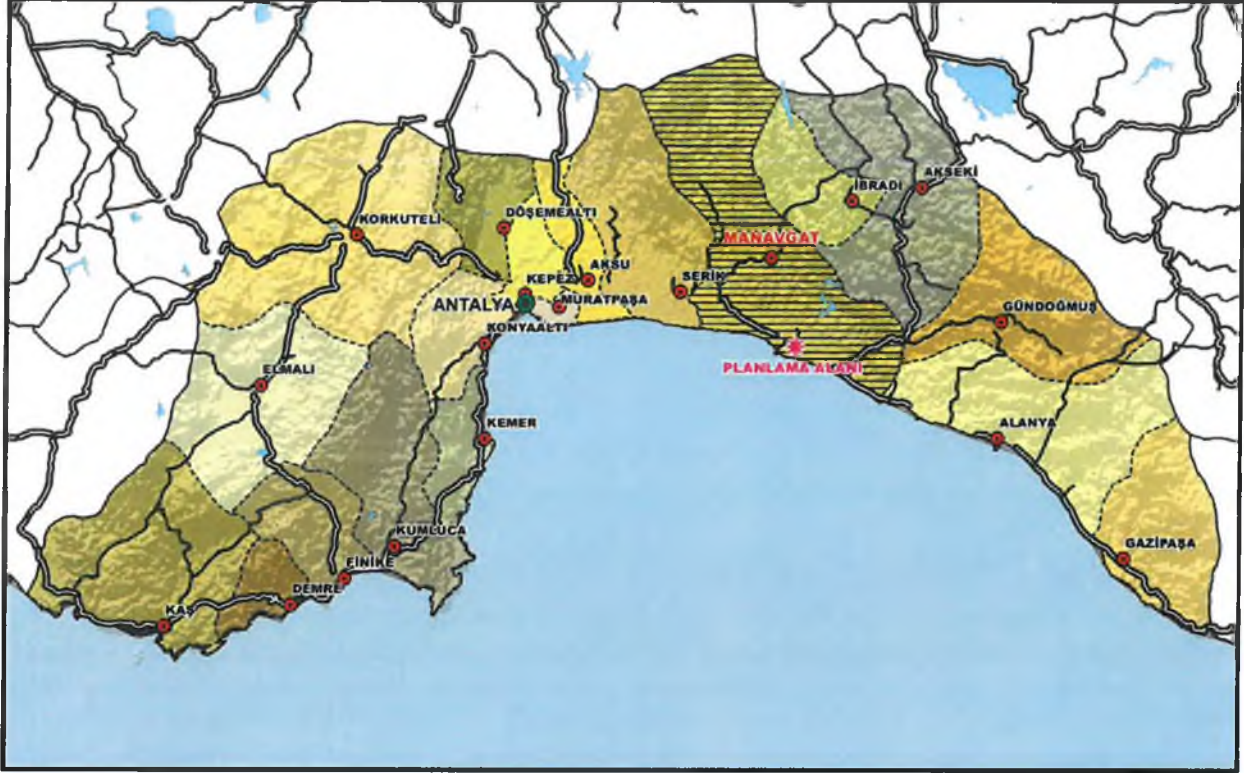 AKSEKİ
İBRADI
KORKUTELİ
DÖŞEMEALTI
MANAVGAT
AKSU
KEPEZ
SERİK
ANTALYA
MURATPAŞA
GÜNDOĞMUŞ
KONYAALTI
PLANLAMA ALANI
ELMALI
KEMER
ALANYA
KUMLUCA
GAZİPAŞA
FİNİKE
DEMRE
KAŞ